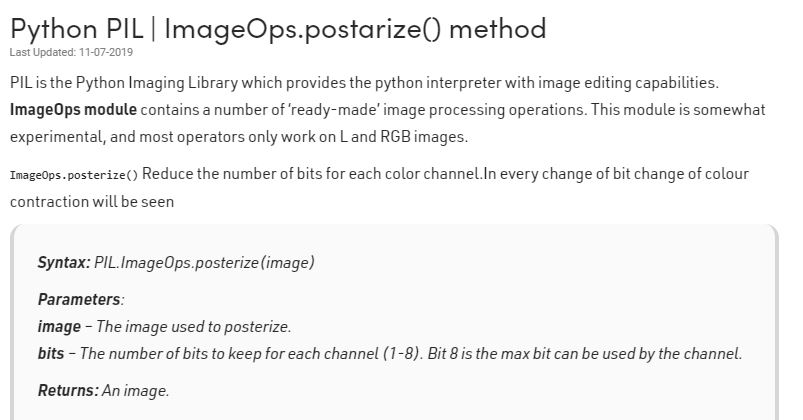 Python PIL | ImageOps.postarize() method
Last Updated: 11-07-2019
PIL is the Python Imaging Library which provides the python interpreter with image editing capabilities.
ImageOps module contains a number of ‘ready-made’ image processing operations. This module is somewhat
experimental, and most operators only work on L and RGB images.
ImageOps.posterize() Reduce the number of bits for each color channel.In every change of bit change of colour
contraction will be seen
Syntax: PIL.ImageOps.posterize(image)
Parameters:
image – The image used to posterize.
bits – The number of bits to keep for each channel (1-8). Bit 8 is the max bit can be used by the channel.
Returns: An image.